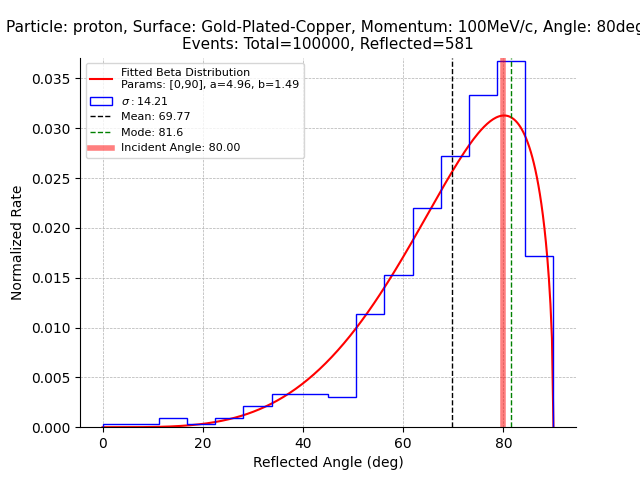 Particle: proton, Surface: Gold-Plated-Copper, Momentum: 100MeV/c, Angle: 80deg
Events: Total=100000, Reflected=581
Fitted Beta Distribution
Params: [0,90], a=4.96, b=1.49
σ: 14.21
Mean: 69.77
Mode: 81.6
Incident Angle: 80.00
Normalized Rate
0.035
0.030
0.025
0.020
0.015
0.010
0.005
0.000
0 20 40 60 80
Reflected Angle (deg)